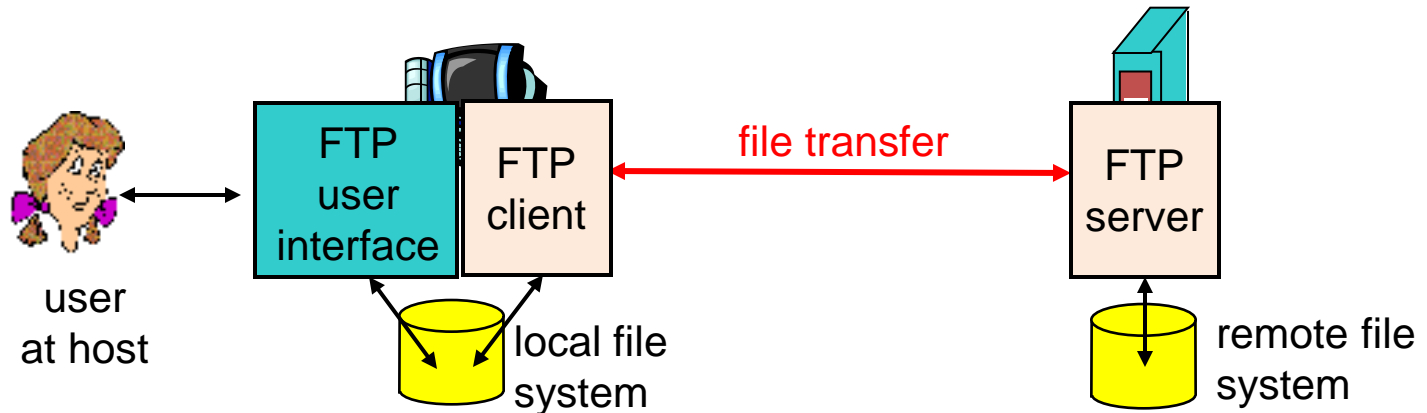 FTP
user
interface
FTP
client
file transfer
FTP
server
user
at host
local file
system
remote file
system